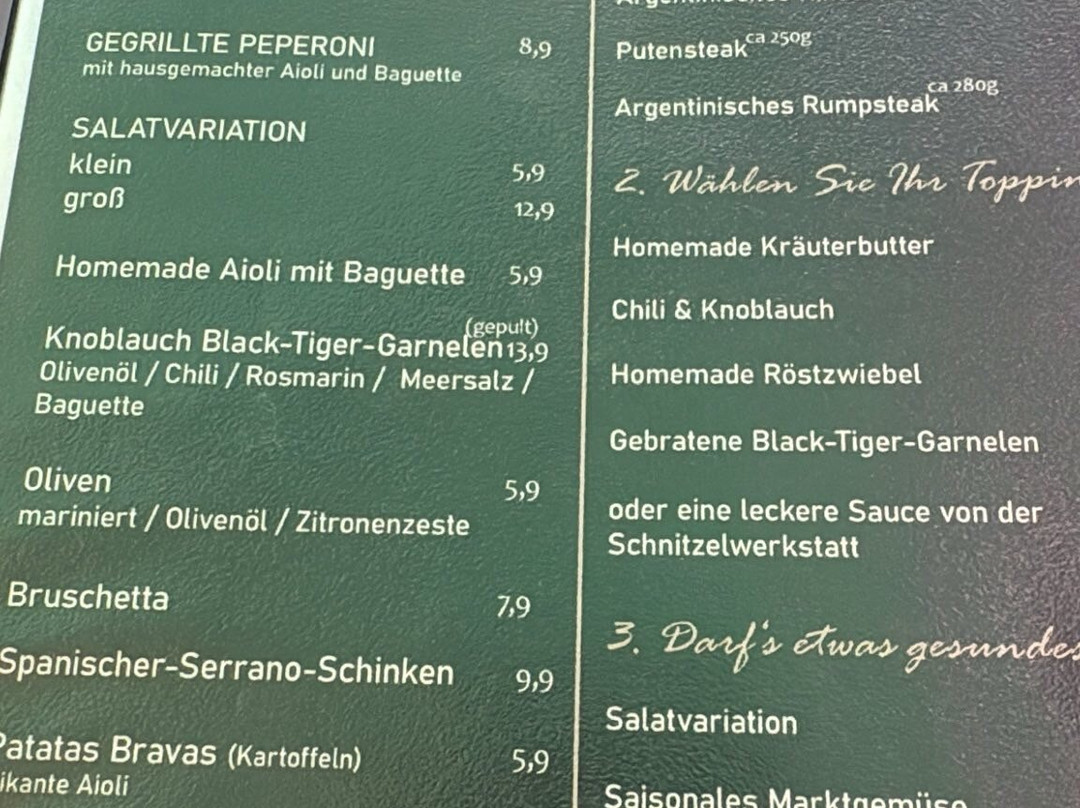 GEGRILLTE PEPERONI 8,9
mit hausgemachter Aioli und Baguette
SALATVARIATION
klein 5,9
groß 12,9
Homemade Aioli mit Baguette 5,9
(gepult)
Knoblauch Black-Tiger-Garnelen 13,9
Olivenöl / Chili / Rosmarin / Meersalz /
Baguette
Oliven 5,9
mariniert / Olivenöl / Zitronenzeste
Bruschetta 7,9
Spanischer-Serrano-Schinken 9,9
Patatas Bravas (Kartoffeln) 5,9
ikante Aioli
Putensteak ca 250g
Argentinisches Rumpsteak ca 280g
2. Wählen Sie Ihr Toppin
Homemade Kräuterbutter
Chili & Knoblauch
Homemade Röstzwiebel
Gebratene Black-Tiger-Garnelen
oder eine leckere Sauce von der
Schnitzelwerkstatt
3. Darf's etwas gesundes
Salatvariation
Saisonales Marktgemüse